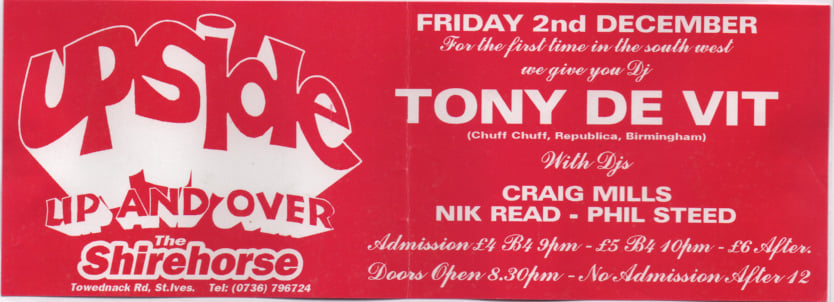 upside
UP AND OVER
The
Shirehorse
Towednack Rd, St.Ives. Tel: (0736) 796724
FRIDAY 2nd DECEMBER
For the first time in the south west
we give you Dj
TONY DE VIT
(Chuff Chuff, Republica, Birmingham)
With Djs
CRAIG MILLS
NIK READ - PHIL STEED
Admission £4 B4 9pm - £5 B4 10pm - £6 After.
Doors Open 8.30pm - No Admission After 12